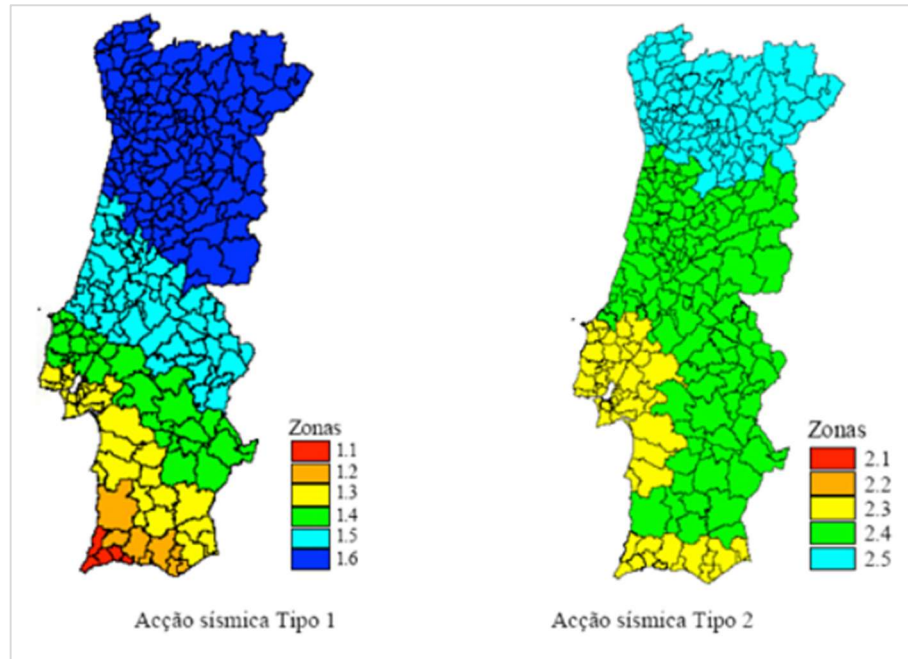 Zonas
1.1
1.2
1.3
1.4
1.5
1.6
Acção sísmica Tipo 1
Zonas
2.1
2.2
2.3
2.4
2.5
Acção sísmica Tipo 2